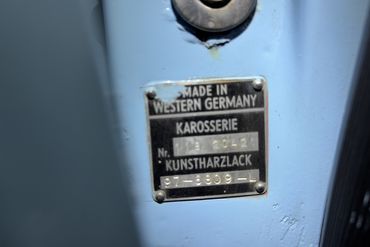 MADE IN
WESTERN GERMANY
KAROSSERIE
Nr.
KUNSTHARZLACK